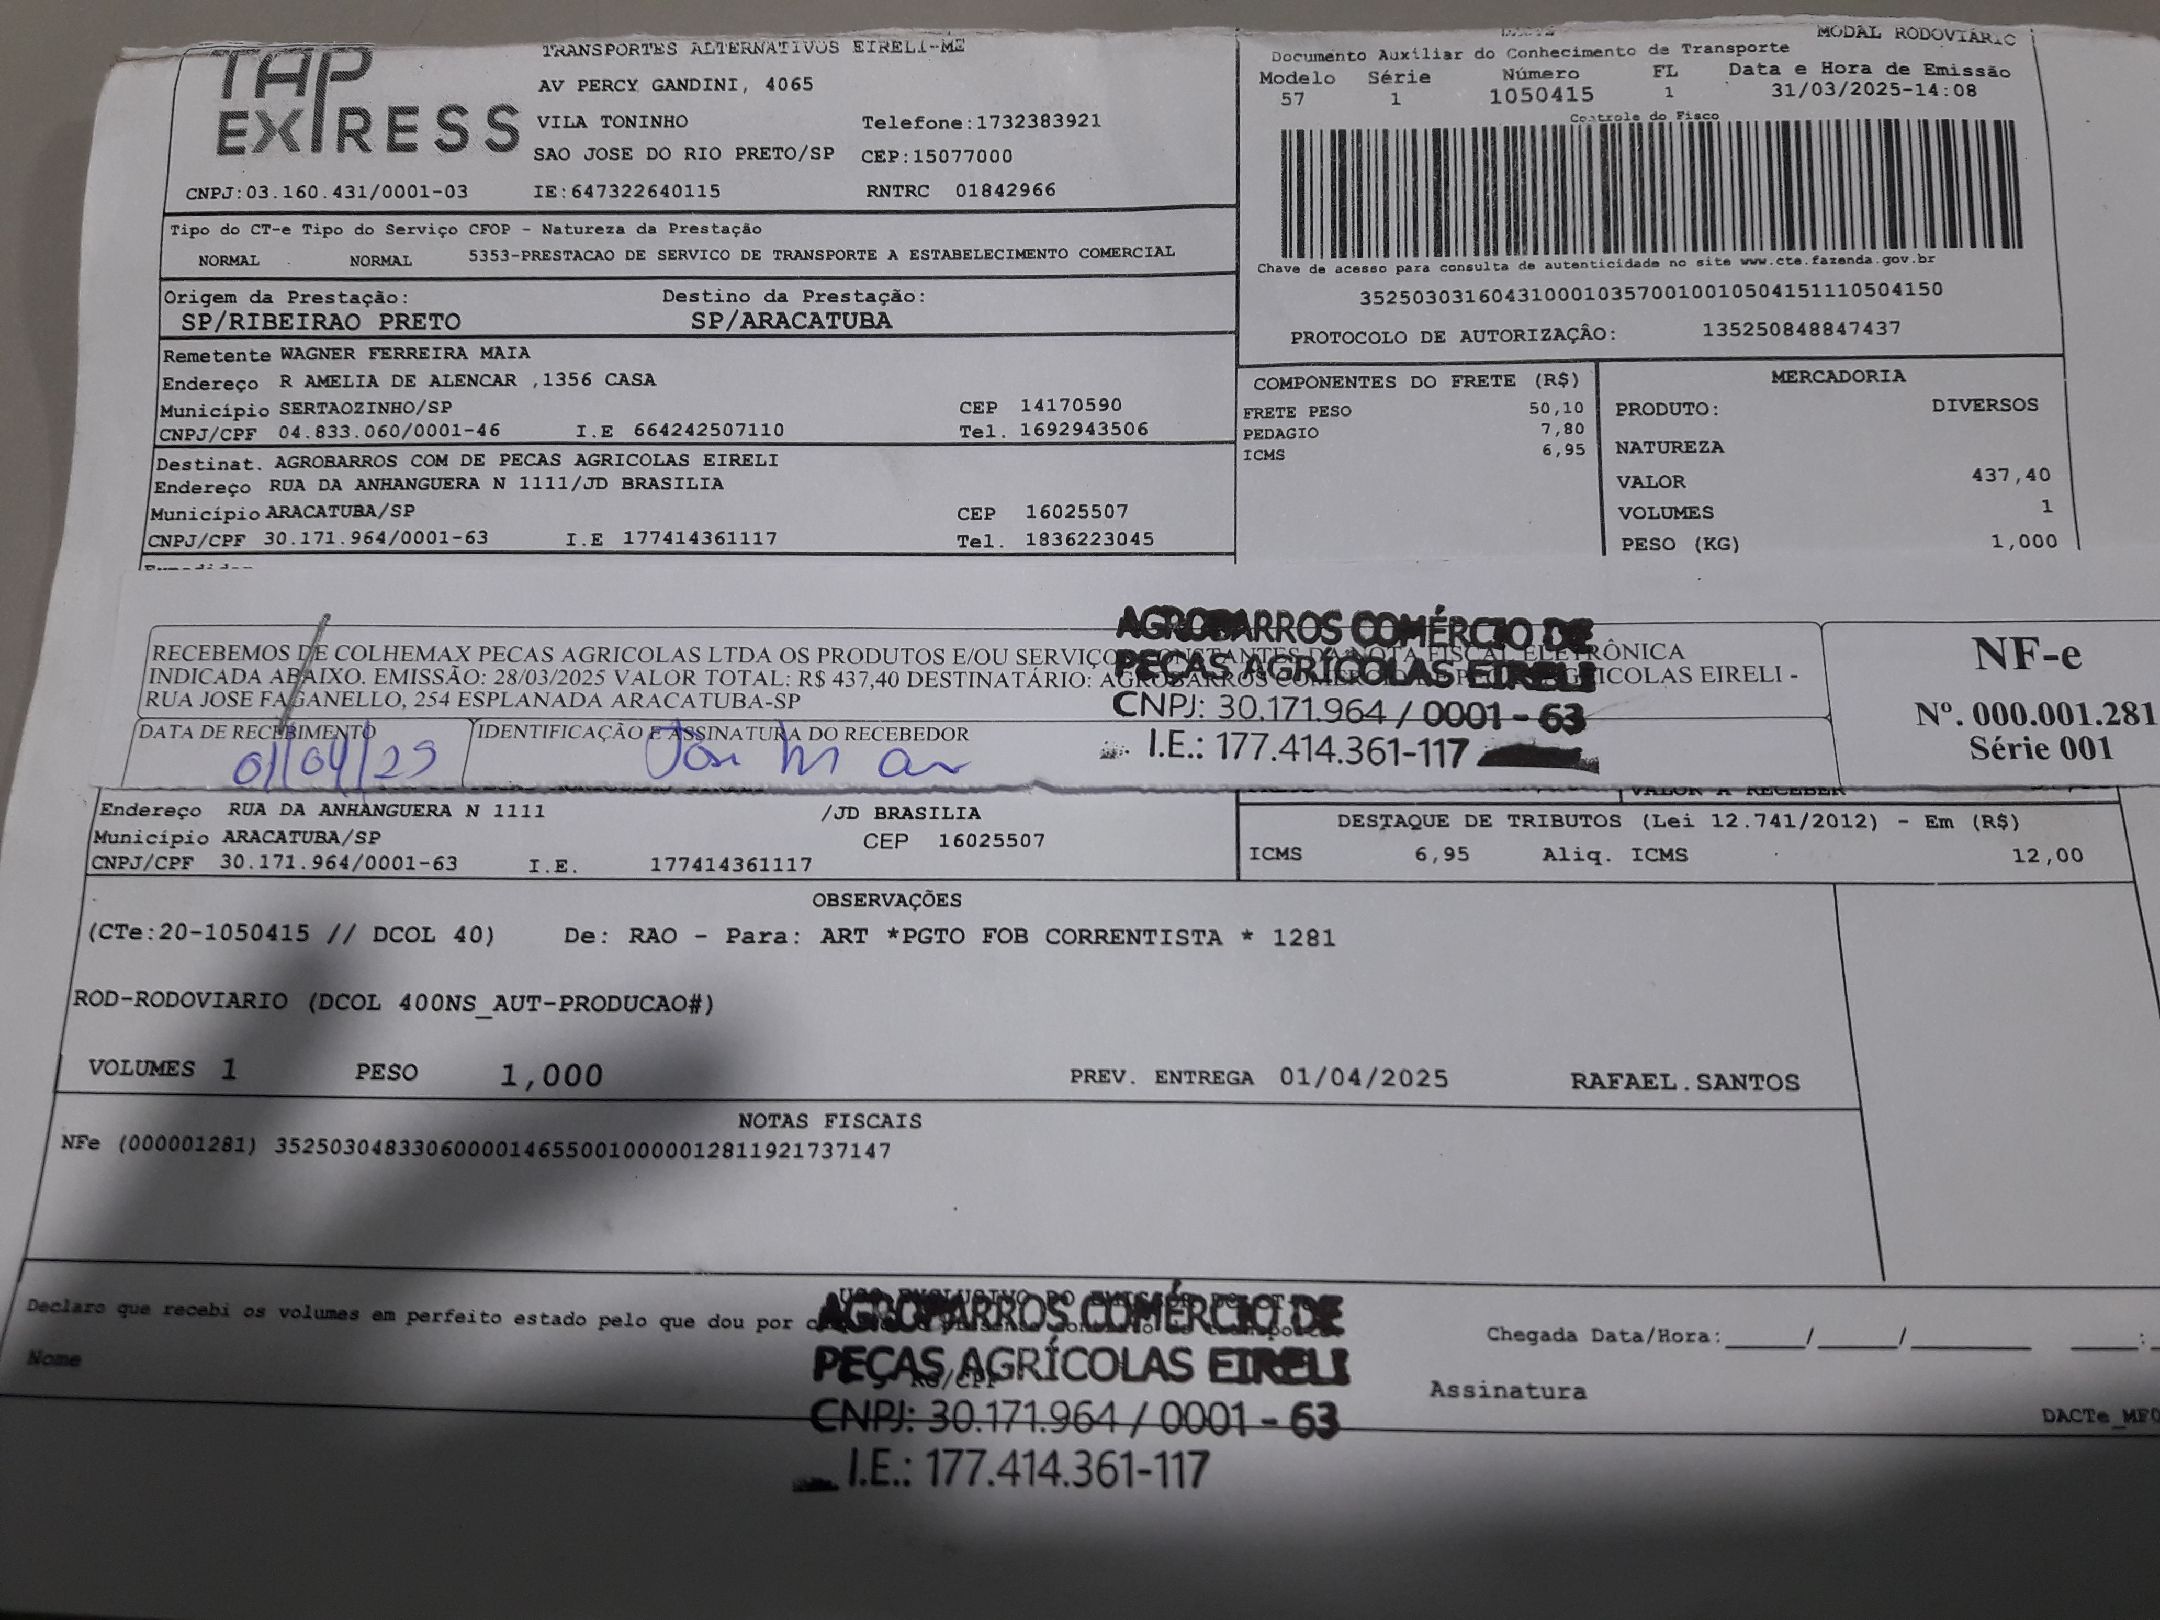 TAP EXPRESS
TRANSPORTES ALTERNATIVOS EIRELI-ME
AV PERCY GANDINI, 4065
VILA TONINHO Telefone:1732383921
SAO JOSE DO RIO PRETO/SP CEP:15077000
CNPJ:03.160.431/0001-03 IE:647322640115 RNTRC 01842966
MODAL RODOVIÁRIO
Documento Auxiliar do Conhecimento de Transporte
Modelo Série Número FL Data e Hora de Emissão
57 1 1050415 1 31/03/2025-14:08
Controle do Fisco
Chave de acesso para consulta de autenticidade no site www.cte.fazenda.gov.br
35250303160431000103570010010504151110504150
PROTOCOLO DE AUTORIZAÇÃO: 135250848847437
Tipo do CT-e Tipo do Serviço CFOP - Natureza da Prestação
NORMAL NORMAL 5353-PRESTACAO DE SERVICO DE TRANSPORTE A ESTABELECIMENTO COMERCIAL
Origem da Prestação: Destino da Prestação:
SP/RIBEIRAO PRETO SP/ARACATUBA
Remetente WAGNER FERREIRA MAIA
Endereço R AMELIA DE ALENCAR ,1356 CASA
Município SERTAOZINHO/SP CEP 14170590
CNPJ/CPF 04.833.060/0001-46 I.E 664242507110 Tel. 1692943506
Destinat. AGROBARROS COM DE PECAS AGRICOLAS EIRELI
Endereço RUA DA ANHANGUERA N 1111/JD BRASILIA
Município ARACATUBA/SP CEP 16025507
CNPJ/CPF 30.171.964/0001-63 I.E 177414361117 Tel. 1836223045
COMPONENTES DO FRETE (R$)
FRETE PESO 50,10
PEDAGIO 7,80
ICMS 6,95
MERCADORIA
PRODUTO: DIVERSOS
NATUREZA
VALOR 437,40
VOLUMES 1
PESO (KG) 1,000
RECEBEMOS DE COLHEMAX PECAS AGRICOLAS LTDA OS PRODUTOS E/OU SERVIÇOS CONSTANTES DA NOTA FISCAL ELETRÔNICA
INDICADA ABAIXO. EMISSÃO: 28/03/2025 VALOR TOTAL: R$ 437,40 DESTINATÁRIO: AGROBARROS COMERCIO DE PECAS AGRICOLAS EIRELI -
RUA JOSE FAGANELLO, 254 ESPLANADA ARACATUBA-SP
DATA DE RECEBIMENTO IDENTIFICAÇÃO E ASSINATURA DO RECEBEDOR
01/04/25
AGROBARROS COMÉRCIO DE
PEÇAS AGRÍCOLAS EIRELI
CNPJ: 30.171.964 / 0001 - 63
I.E.: 177.414.361-117
NF-e
Nº. 000.001.281
Série 001
VALOR A RECEBER
Endereço RUA DA ANHANGUERA N 1111 /JD BRASILIA
Município ARACATUBA/SP CEP 16025507
CNPJ/CPF 30.171.964/0001-63 I.E. 177414361117
DESTAQUE DE TRIBUTOS (Lei 12.741/2012) - Em (R$)
ICMS 6,95 Aliq. ICMS 12,00
OBSERVAÇÕES
(CTe:20-1050415 // DCOL 40) De: RAO - Para: ART *PGTO FOB CORRENTISTA * 1281
ROD-RODOVIARIO (DCOL 400NS_AUT-PRODUCAO#)
VOLUMES 1 PESO 1,000 PREV. ENTREGA 01/04/2025 RAFAEL.SANTOS
NOTAS FISCAIS
NFe (000001281) 35250304833060000146550010000012811921737147
Declaro que recebi os volumes em perfeito estado pelo que dou por
Nome
RG/CPF
Chegada Data/Hora:
Assinatura
AGROBARROS COMÉRCIO DE
PEÇAS AGRÍCOLAS EIRELI
CNPJ: 30.171.964 / 0001 - 63
I.E.: 177.414.361-117